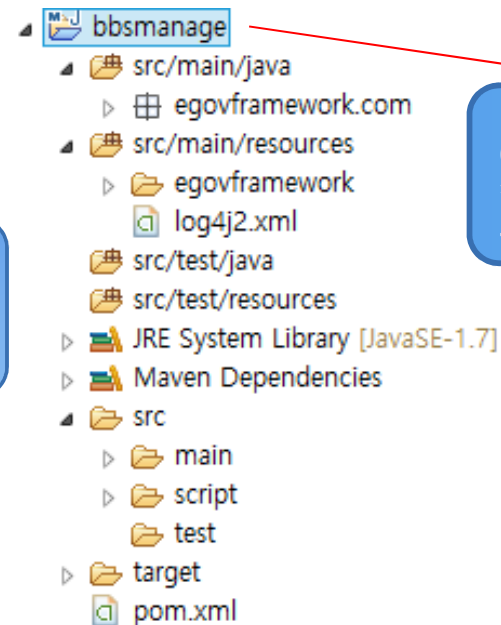 bbsmanage
src/main/java
egovframework.com
src/main/resources
egovframework
log4j2.xml
src/test/java
src/test/resources
JRE System Library [JavaSE-1.7]
Maven Dependencies
src
main
script
test
target
pom.xml